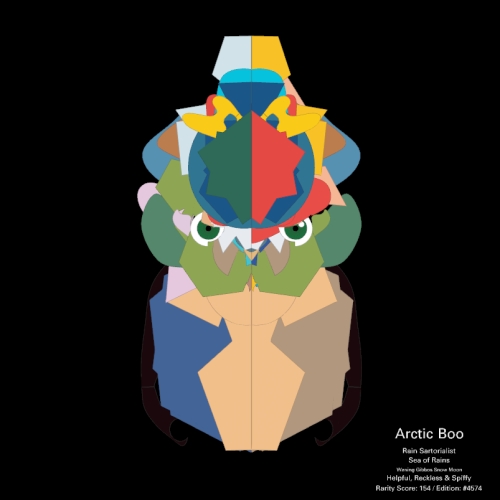 Arctic Boo
Rain Sartorialist
Sea of Rains
Waning Gibbous Snow Moon
Helpful, Reckless & Spiffy
Rarity Score: 154 / Edition: #4574